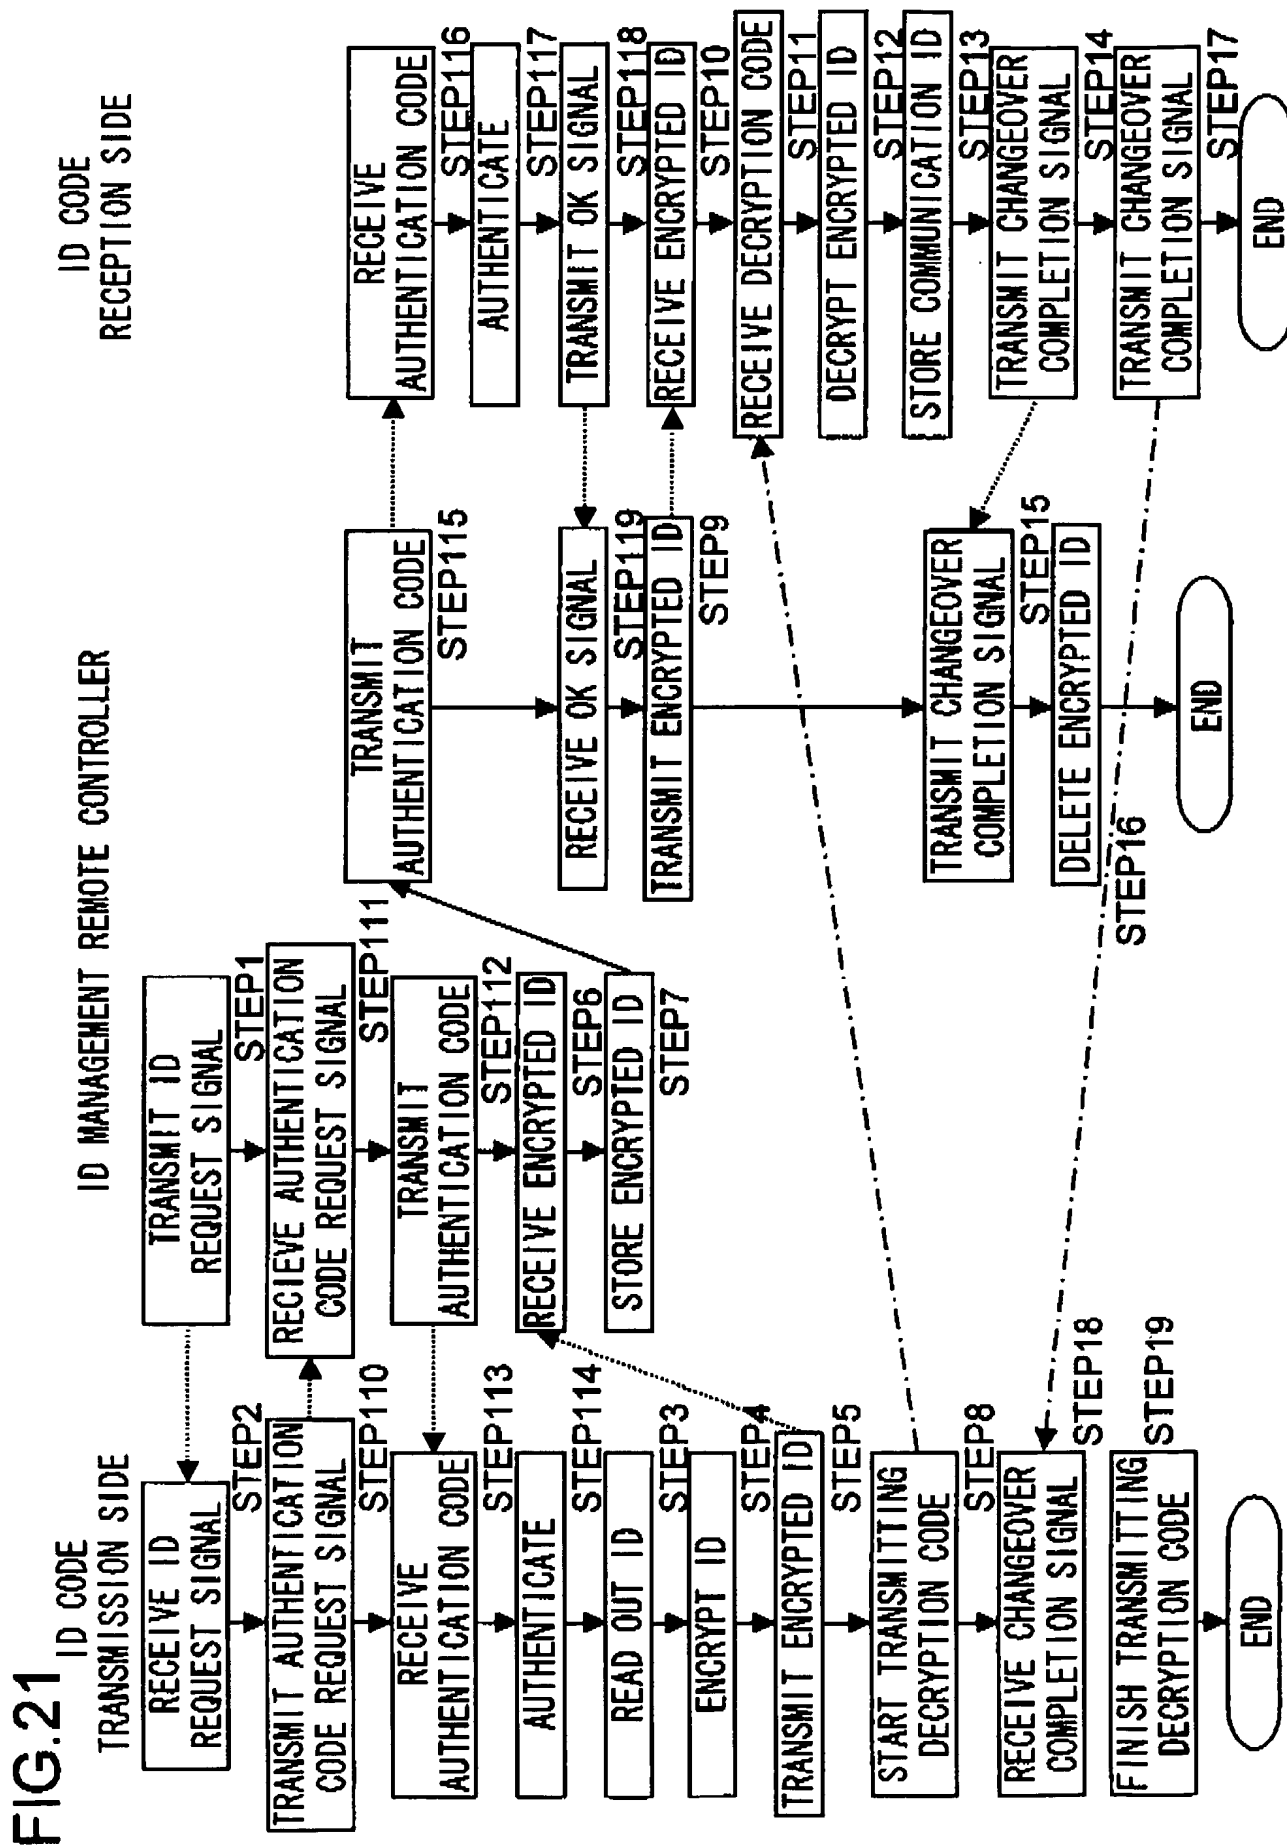 FIG.21
ID CODE
TRANSMISSION SIDE
RECEIVE ID
REQUEST SIGNAL
STEP2
TRANSMIT AUTHENTICATION
CODE REQUEST SIGNAL
STEP110
RECEIVE
AUTHENTICATION CODE
STEP113
AUTHENTICATE
STEP114
READ OUT ID
STEP3
ENCRYPT ID
STEP4
TRANSMIT ENCRYPTED ID
STEP5
START TRANSMITTING
DECRYPTION CODE
STEP8
RECEIVE CHANGEOVER
COMPLETION SIGNAL
STEP18
FINISH TRANSMITTING
DECRYPTION CODE
STEP19
END
ID MANAGEMENT REMOTE CONTROLLER
TRANSMIT ID
REQUEST SIGNAL
STEP1
RECIEVE AUTHENTICATION
CODE REQUEST SIGNAL
STEP111
TRANSMIT
AUTHENTICATION CODE
STEP112
RECEIVE ENCRYPTED ID
STEP6
STORE ENCRYPTED ID
STEP7
TRANSMIT
AUTHENTICATION CODE
STEP115
RECEIVE OK SIGNAL
STEP119
TRANSMIT ENCRYPTED ID
STEP9
TRANSMIT CHANGEOVER
COMPLETION SIGNAL
STEP15
DELETE ENCRYPTED ID
STEP16
END
ID CODE
RECEPTION SIDE
RECEIVE
AUTHENTICATION CODE
STEP116
AUTHENTICATE
STEP117
TRANSMIT OK SIGNAL
STEP118
RECEIVE ENCRYPTED ID
STEP10
RECEIVE DECRYPTION CODE
STEP11
DECRYPT ENCRYPTED ID
STEP12
STORE COMMUNICATION ID
STEP13
TRANSMIT CHANGEOVER
COMPLETION SIGNAL
STEP14
TRANSMIT CHANGEOVER
COMPLETION SIGNAL
STEP17
END